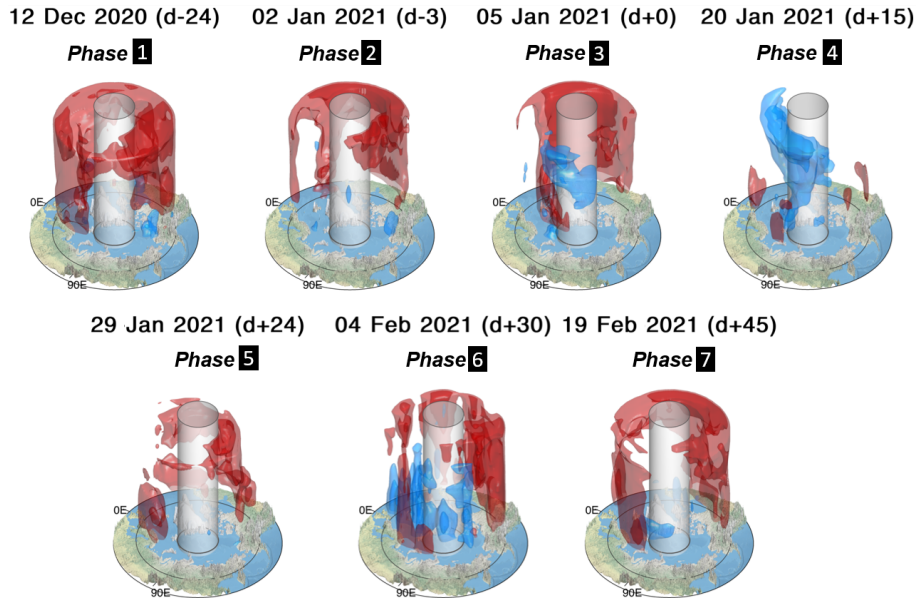 12 Dec 2020 (d-24) 02 Jan 2021 (d-3) 05 Jan 2021 (d+0) 20 Jan 2021 (d+15)
Phase 1 Phase 2 Phase 3 Phase 4
0E 0E 0E 0E
90E 90E 90E 90E
29 Jan 2021 (d+24) 04 Feb 2021 (d+30) 19 Feb 2021 (d+45)
Phase 5 Phase 6 Phase 7
0E 0E 0E
90E 90E 90E